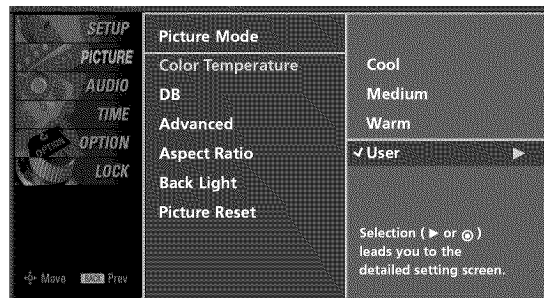 SETUP
PICTURE
AUDIO
TIME
OPTION
LOCK
Move
BACK Prev
Picture Mode
Color Temperature
DB
Advanced
Aspect Ratio
Back Light
Picture Reset
Cool
Medium
Warm
✓ User ▶
Selection ( ▶ or ◉ )
leads you to the
detailed setting screen.